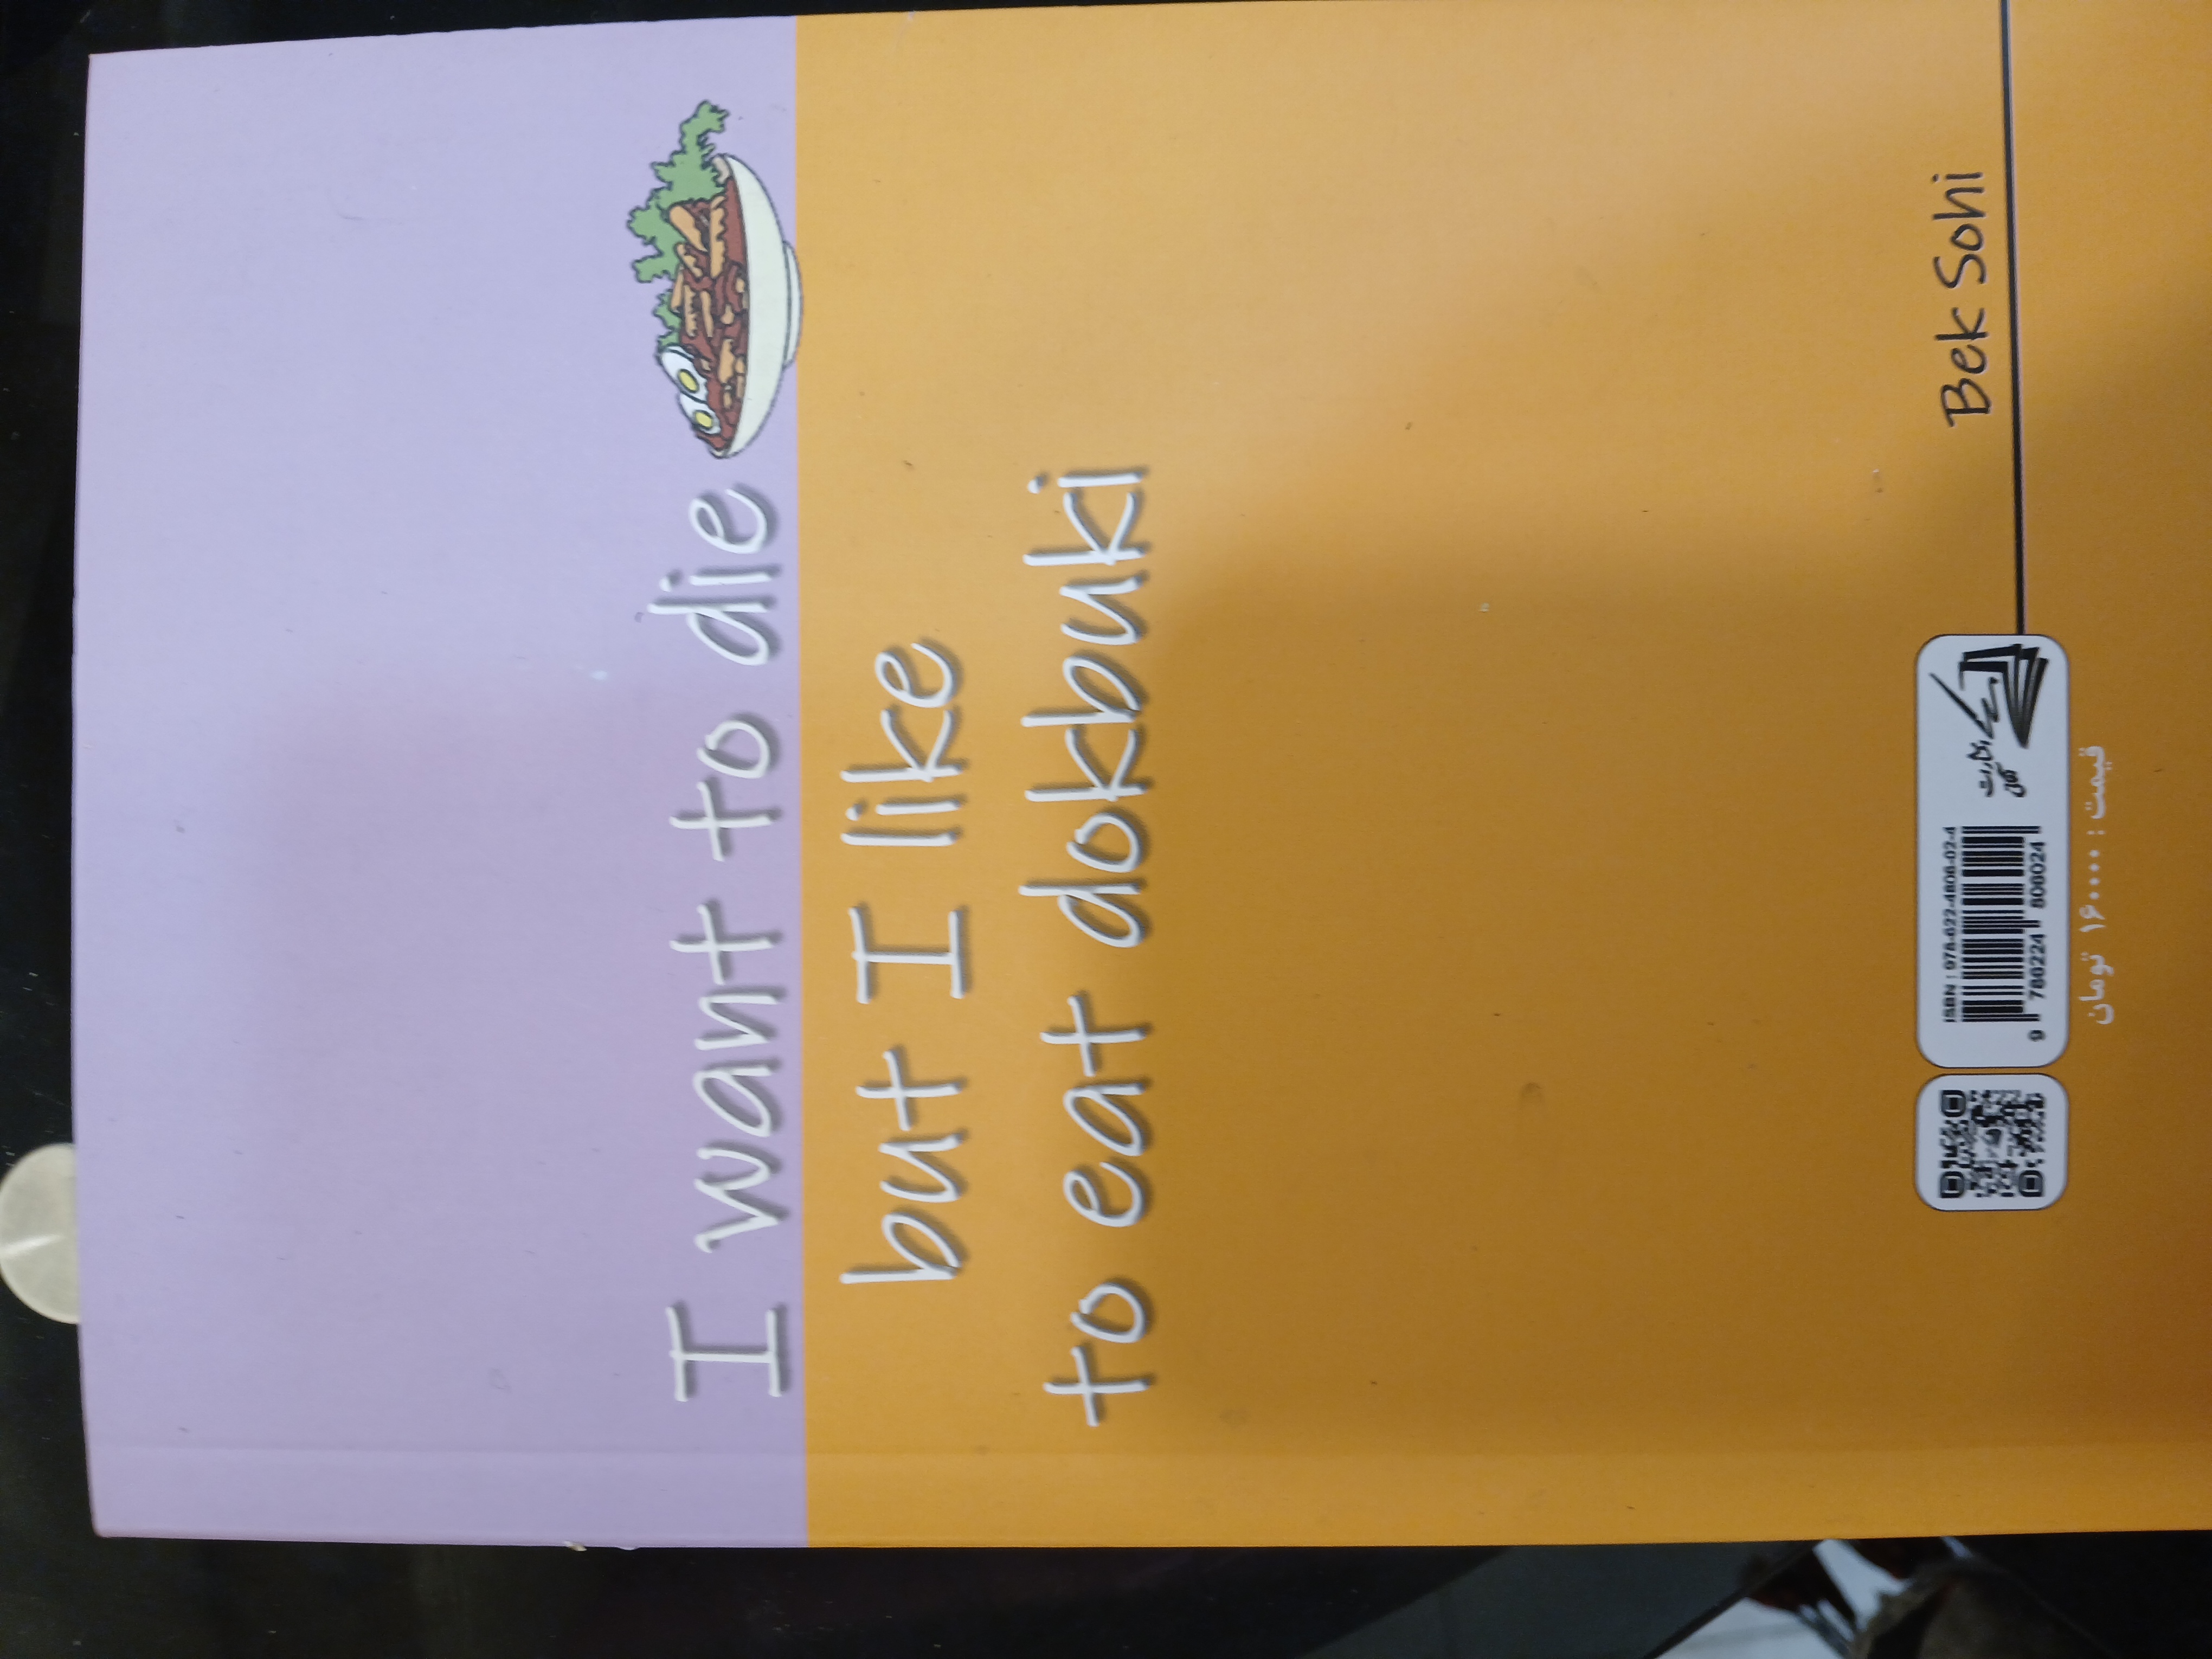 I want to die
but I like
to eat dokbuki
Bek Sohi
ISBN : 978-622-4806-02-4
9 786224 806024
قیمت : ۱۶۰۰۰۰ تومان